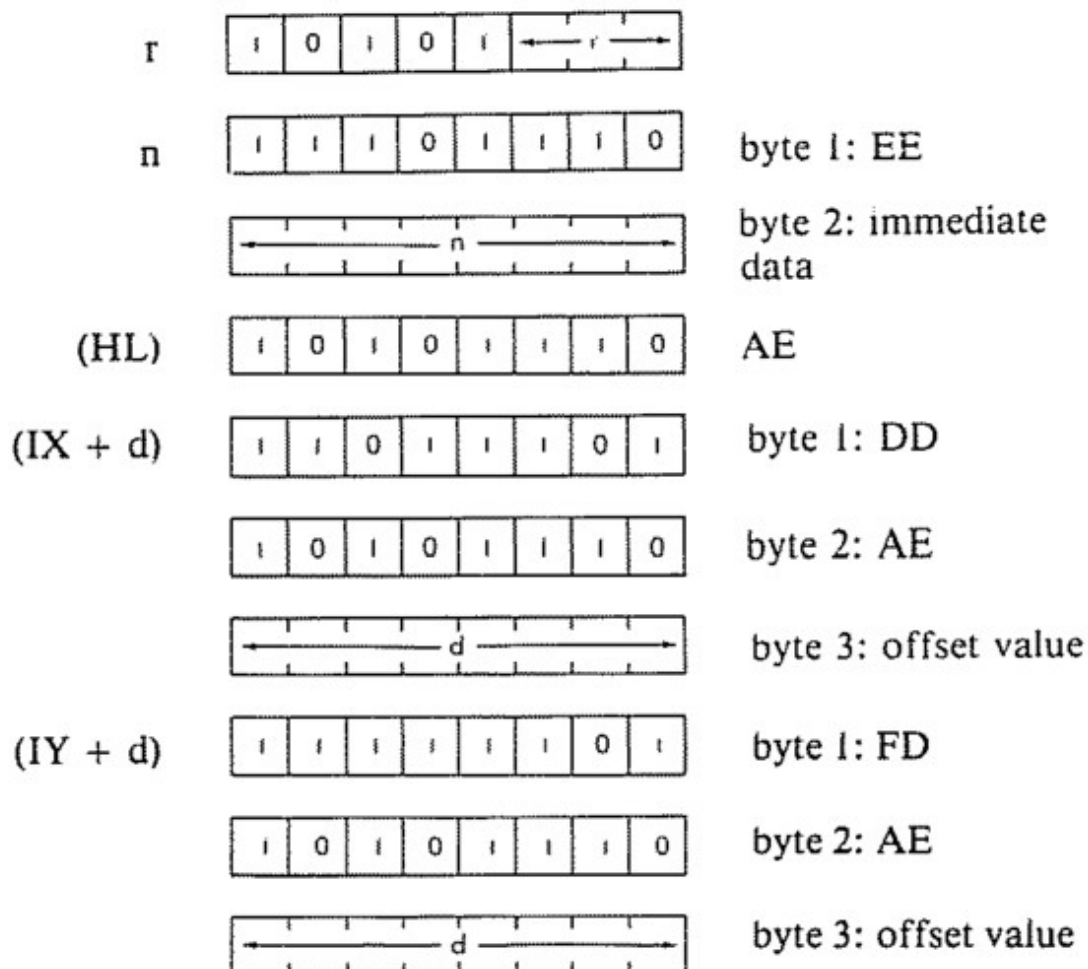 r 1 0 1 0 1 r
n 1 1 1 0 1 1 1 0 byte 1: EE
n byte 2: immediate
data
(HL) 1 0 1 0 1 1 1 0 AE
(IX + d) 1 1 0 1 1 1 0 1 byte 1: DD
1 0 1 0 1 1 1 0 byte 2: AE
d byte 3: offset value
(IY + d) 1 1 1 1 1 1 0 1 byte 1: FD
1 0 1 0 1 1 1 0 byte 2: AE
d byte 3: offset value